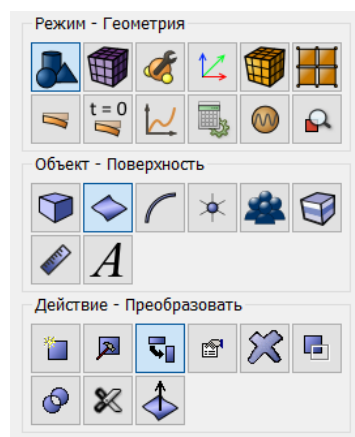 Режим - Геометрия
t = 0
Объект - Поверхность
A
Действие - Преобразовать